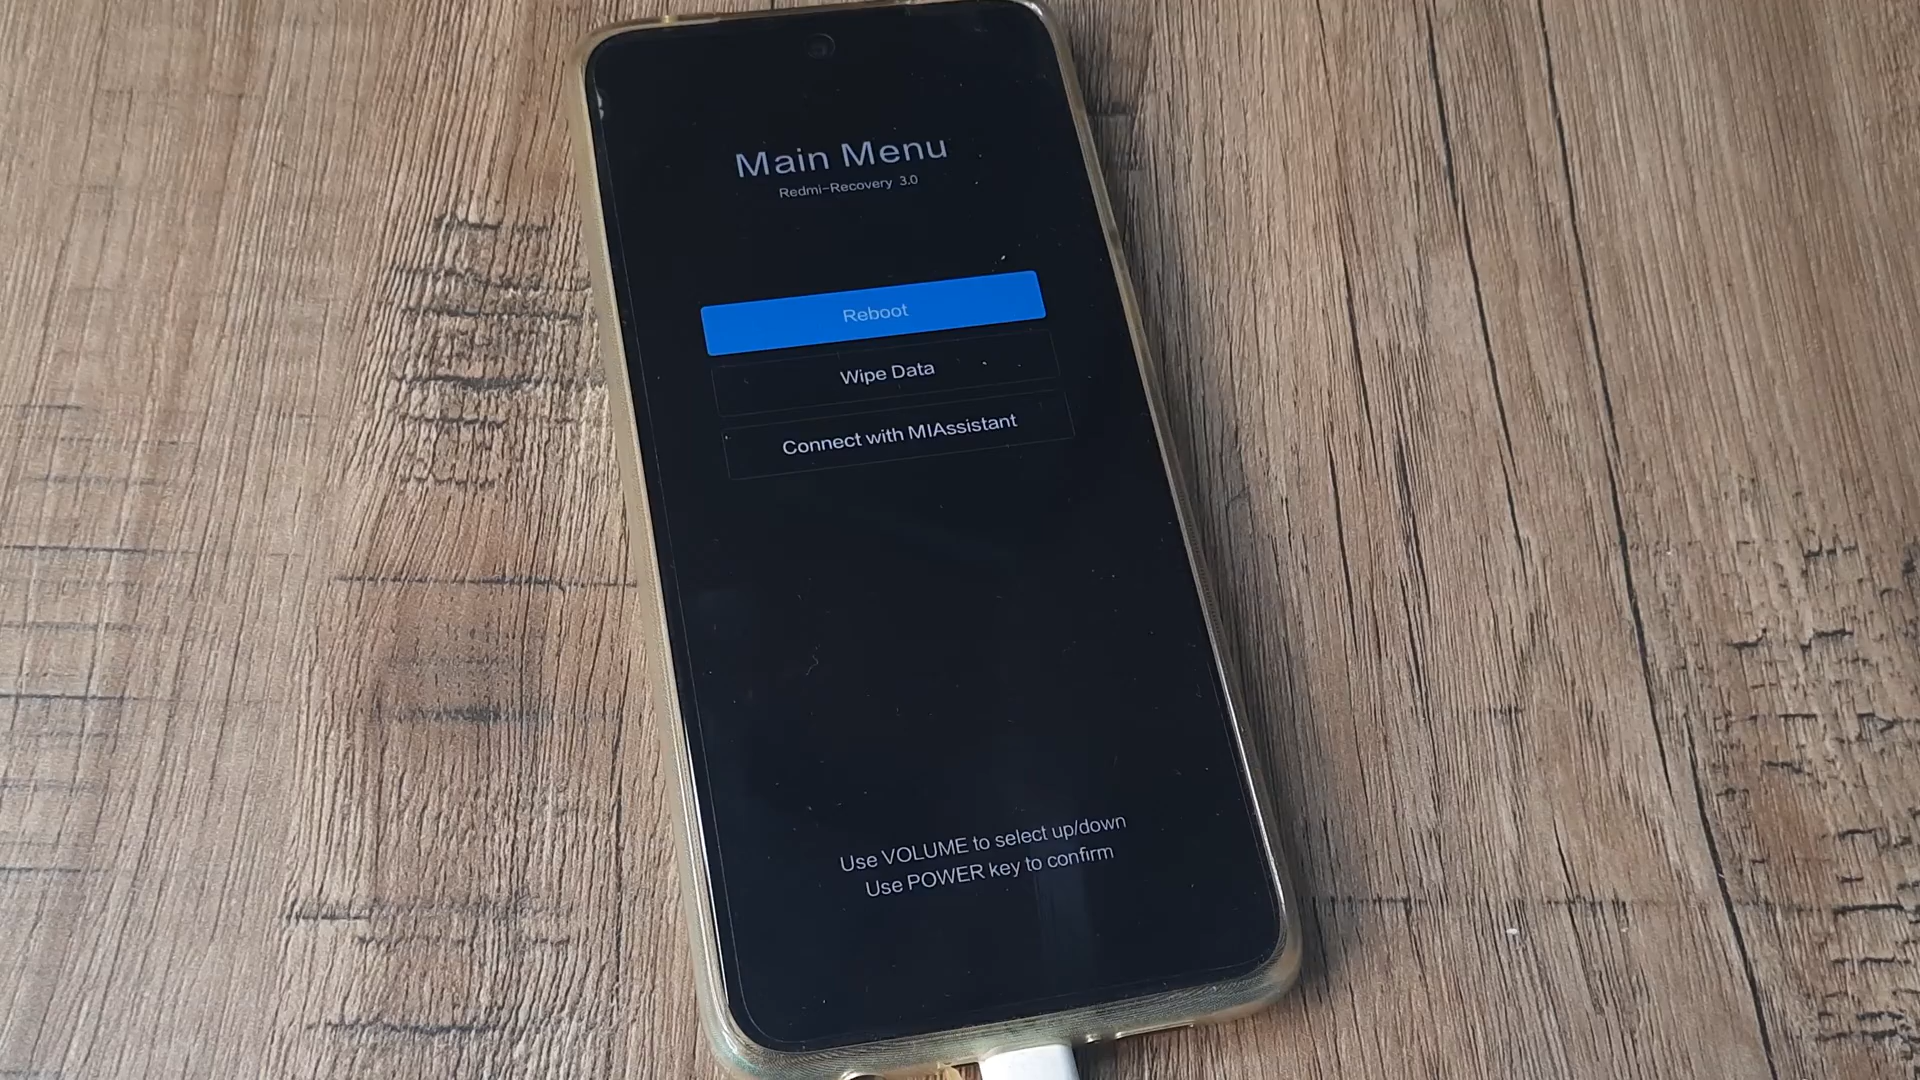 Main Menu
Redmi-Recovery 3.0
Reboot
Wipe Data
Connect with MIAssistant
Use VOLUME to select up/down
Use POWER key to confirm